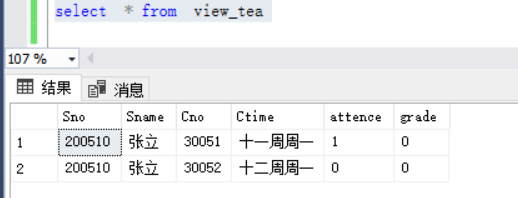 select * from view_tea
107 %
结果 消息
Sno Sname Cno Ctime attence grade
1 200510 张立 30051 十一周周一 1 0
2 200510 张立 30052 十二周周一 0 0